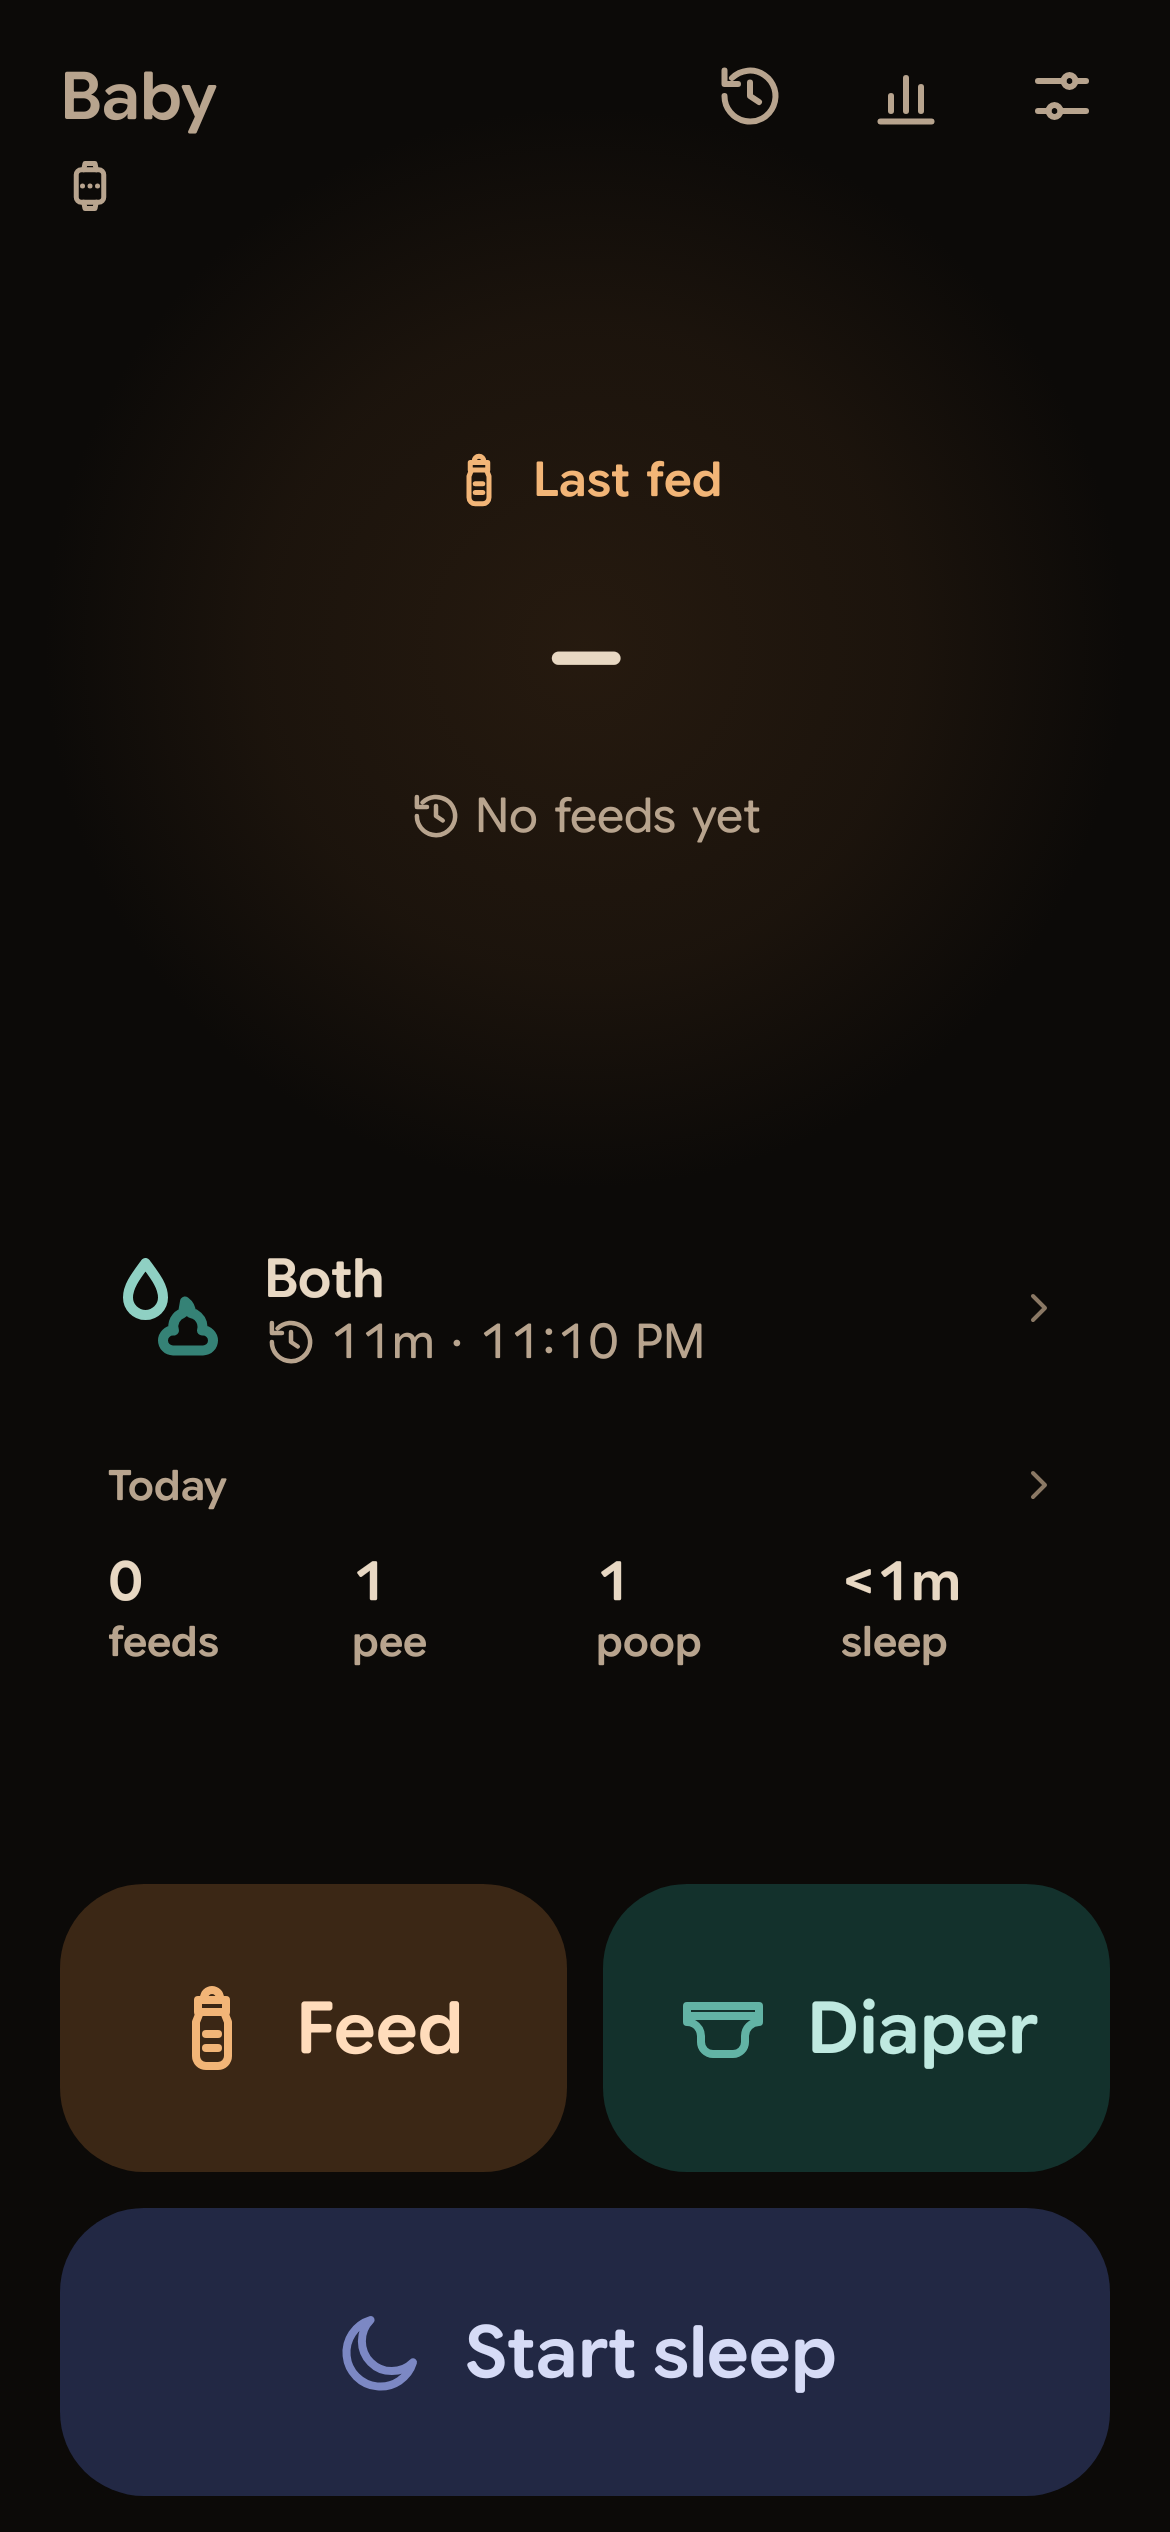 Baby
Last fed
–
No feeds yet
Both
11m · 11:10 PM
Today
0 1 1 <1m
feeds pee poop sleep
Feed Diaper
Start sleep